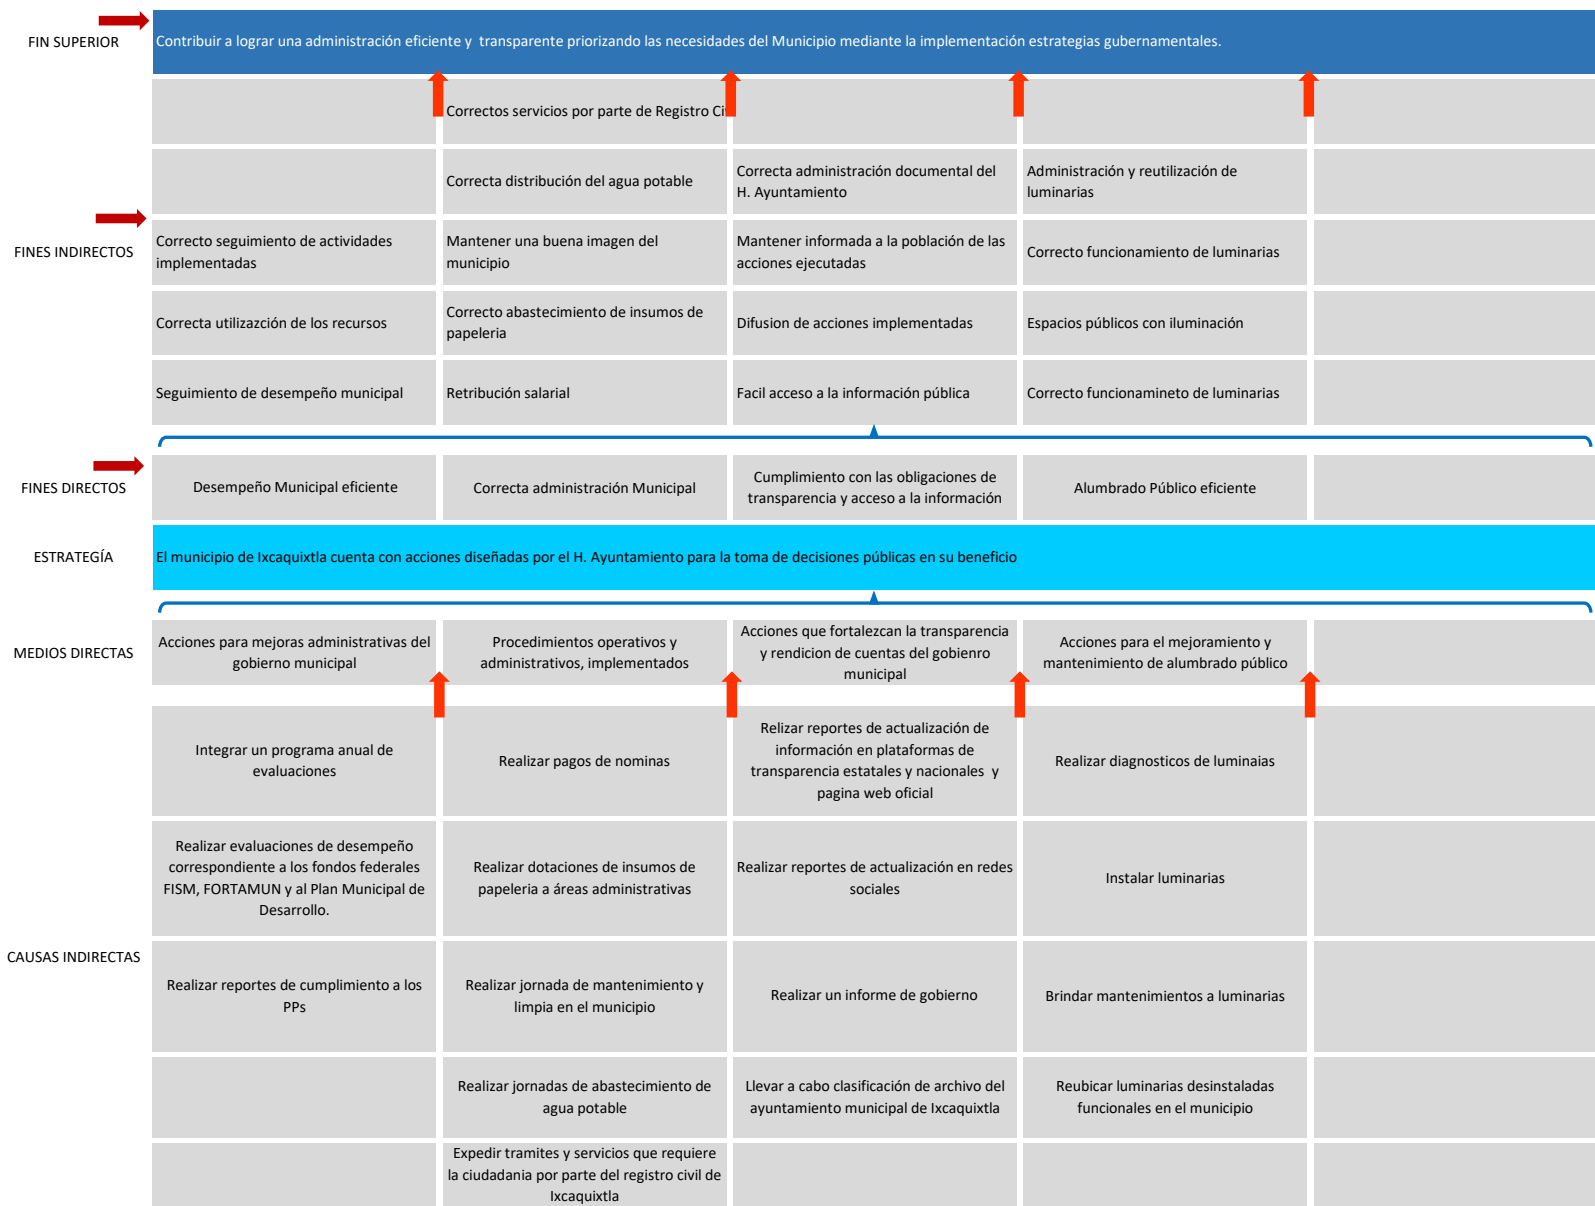 FIN SUPERIOR
Contribuir a lograr una administración eficiente y  transparente priorizando las necesidades del Municipio mediante la implementación estrategias gubernamentales.
Correctos servicios por parte de Registro Ci
Correcta distribución del agua potable
Correcta administración documental del
H. Ayuntamiento
Administración y reutilización de
luminarias
FINES INDIRECTOS
Correcto seguimiento de actividades
implementadas
Mantener una buena imagen del
municipio
Mantener informada a la población de las
acciones ejecutadas
Correcto funcionamiento de luminarias
Correcta utilizazción de los recursos
Correcto abastecimiento de insumos de
papeleria
Difusion de acciones implementadas
Espacios públicos con iluminación
Seguimiento de desempeño municipal
Retribución salarial
Facil acceso a la información pública
Correcto funcionamineto de luminarias
FINES DIRECTOS
Desempeño Municipal eficiente
Correcta administración Municipal
Cumplimiento con las obligaciones de
transparencia y acceso a la información
Alumbrado Público eficiente
ESTRATEGÍA
El municipio de Ixcaquixtla cuenta con acciones diseñadas por el H. Ayuntamiento para la toma de decisiones públicas en su beneficio
MEDIOS DIRECTAS
Acciones para mejoras administrativas del
gobierno municipal
Procedimientos operativos y
administrativos, implementados
Acciones que fortalezcan la transparencia
y rendicion de cuentas del gobienro
municipal
Acciones para el mejoramiento y
mantenimiento de alumbrado público
Integrar un programa anual de
evaluaciones
Realizar pagos de nominas
Relizar reportes de actualización de
información en plataformas de
transparencia estatales y nacionales  y
pagina web oficial
Realizar diagnosticos de luminaias
Realizar evaluaciones de desempeño
correspondiente a los fondos federales
FISM, FORTAMUN y al Plan Municipal de
Desarrollo.
Realizar dotaciones de insumos de
papeleria a áreas administrativas
Realizar reportes de actualización en redes
sociales
Instalar luminarias
CAUSAS INDIRECTAS
Realizar reportes de cumplimiento a los
PPs
Realizar jornada de mantenimiento y
limpia en el municipio
Realizar un informe de gobierno
Brindar mantenimientos a luminarias
Realizar jornadas de abastecimiento de
agua potable
Llevar a cabo clasificación de archivo del
ayuntamiento municipal de Ixcaquixtla
Reubicar luminarias desinstaladas
funcionales en el municipio
Expedir tramites y servicios que requiere
la ciudadania por parte del registro civil de
Ixcaquixtla